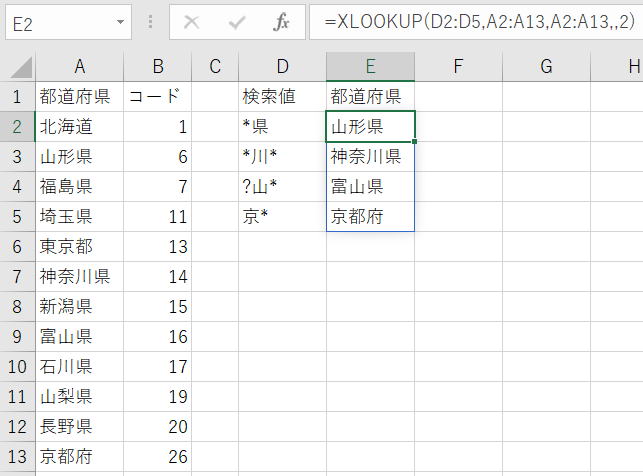 E2 fx =XLOOKUP(D2:D5,A2:A13,A2:A13,,2)
A B C D E F G H
1 都道府県 コード 検索値 都道府県
2 北海道 1 *県 山形県
3 山形県 6 *川* 神奈川県
4 福島県 7 ?山* 富山県
5 埼玉県 11 京* 京都府
6 東京都 13
7 神奈川県 14
8 新潟県 15
9 富山県 16
10 石川県 17
11 山梨県 19
12 長野県 20
13 京都府 26